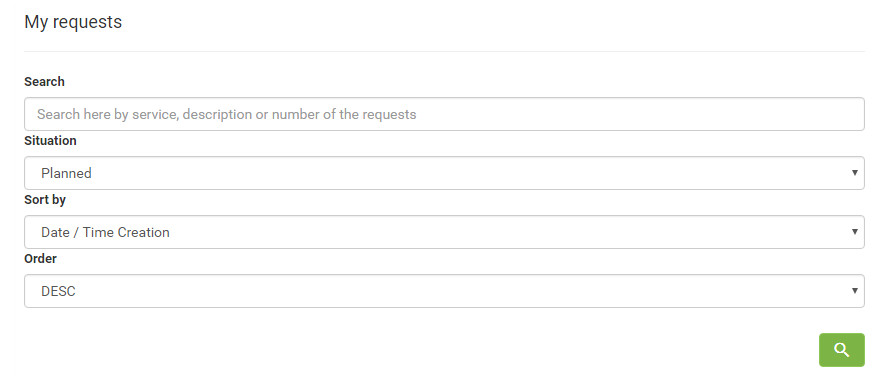 My requests
Search
Search here by service, description or number of the requests
Situation
Planned
Sort by
Date / Time Creation
Order
DESC